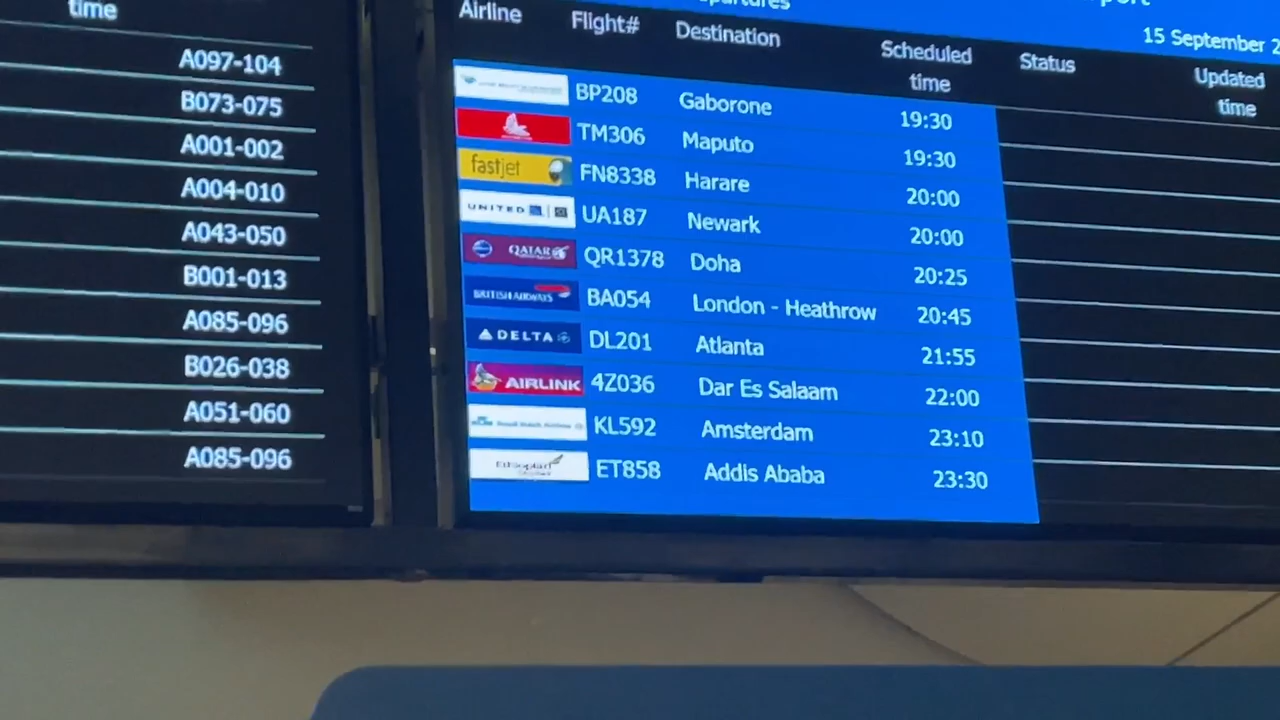 time
A097-104
B073-075
A001-002
A004-010
A043-050
B001-013
A085-096
B026-038
A051-060
A085-096
15 September
Airline Flight# Destination Scheduled time Status Updated time
BP208 Gaborone 19:30
TM306 Maputo 19:30
fastjet FN8338 Harare 20:00
UNITED UA187 Newark 20:00
QATAR QR1378 Doha 20:25
BRITISH AIRWAYS BA054 London - Heathrow 20:45
DELTA DL201 Atlanta 21:55
AIRLINK 4Z036 Dar Es Salaam 22:00
KL592 Amsterdam 23:10
Ethiopian ET858 Addis Ababa 23:30